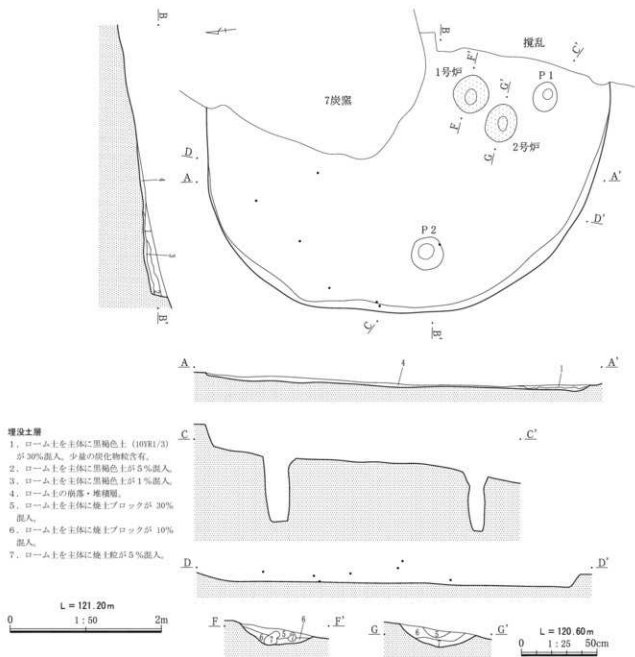 B
B
攪乱
C'
1号炉
F'
G'
P 1
7炭窯
F
G
2号炉
D
A
A'
D'
4
3
P 2
B'
C
B'
A
4
1
A'
埋没土層
1．ローム土を主体に黒褐色土（10YR1/3）
が30%混入。少量の炭化物粒含有。
2．ローム土を主体に黒褐色土が5%混入。
3．ローム土を主体に黒褐色土が1%混入。
4．ローム土の崩落・堆積層。
5．ローム土を主体に焼土ブロックが30%
混入。
6．ローム土を主体に焼土ブロックが10%
混入。
7．ローム土を主体に焼土粒が5%混入。
C
C'
D
D'
L = 121.20m
0 1:50 2m
F
5
6
7
F'
G
6
5
7
G'
L = 120.60m
0 1:25 50cm